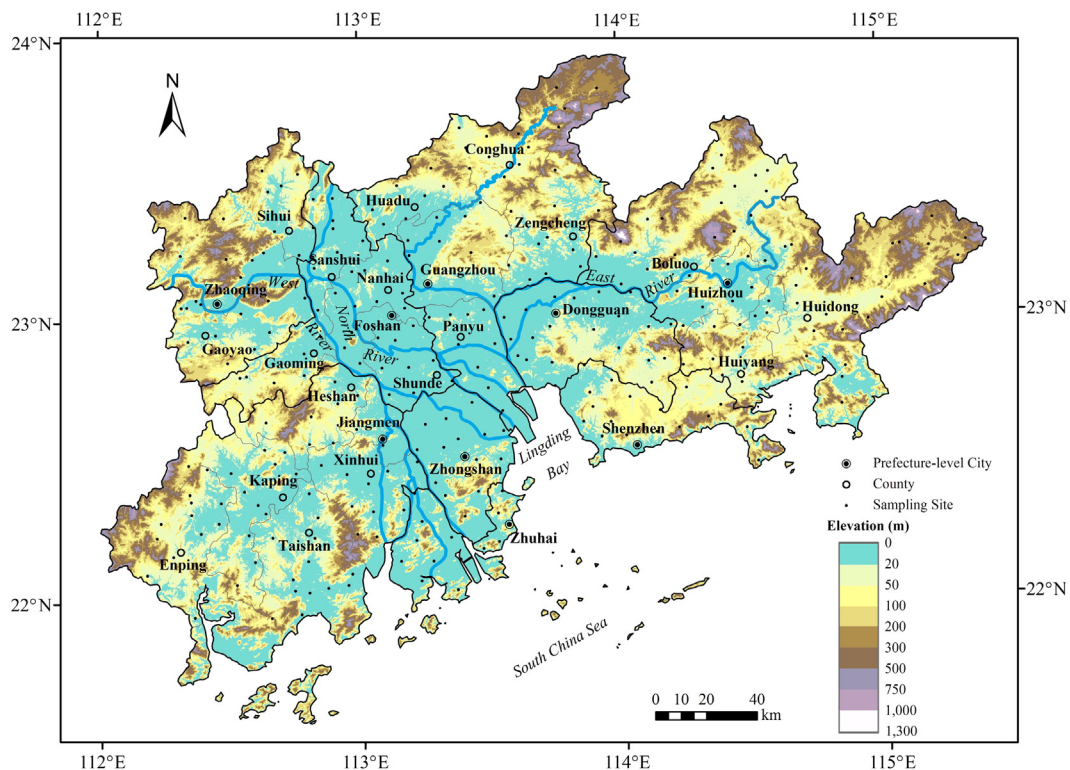 112°E 113°E 114°E 115°E
24°N
N
Conghua
Huadu
Sihui
Zengcheng
Sanshui
Guangzhou
Boluo
Nanhai
East
River
West
Zhaoqing
Huizhou
Huidong
23°N
23°N
North
Foshan
Panyu
Dongguan
River
River
Gaoyao
Gaoming
Huiyang
Shunde
Heshan
Jiangmen
Shenzhen
Lingding
Bay
Xinhui
Zhongshan
Kaping
Prefecture-level City
County
Sampling Site
Elevation (m)
0
20
50
100
200
300
500
750
1,000
1,300
Taishan
Zhuhai
Enping
22°N
22°N
South China Sea
0 10 20 40
km
112°E 113°E 114°E 115°E